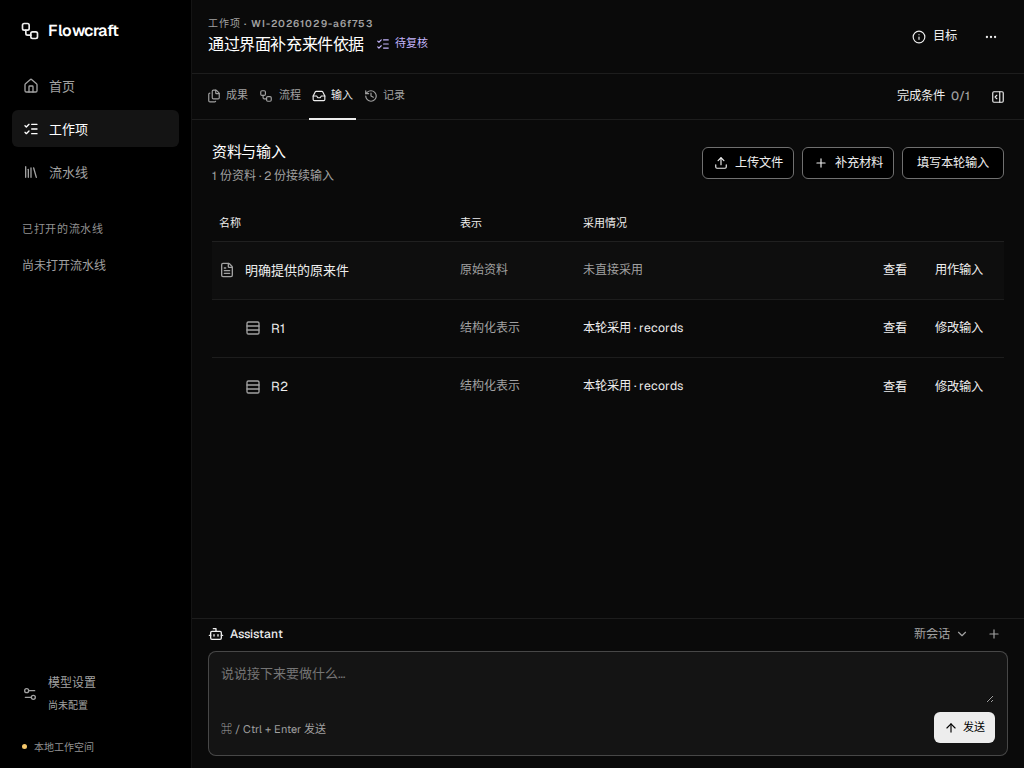 Flowcraft
首页
工作项
流水线
已打开的流水线
尚未打开流水线
模型设置
尚未配置
本地工作空间
工作项 · WI-20261029-a6f753
通过界面补充来件依据 待复核
目标
成果 流程 输入 记录
完成条件 0/1
资料与输入
1 份资料 · 2 份接续输入
上传文件 补充材料 填写本轮输入
名称 表示 采用情况
明确提供的原来件 原始资料 未直接采用 查看 用作输入
R1 结构化表示 本轮采用 · records 查看 修改输入
R2 结构化表示 本轮采用 · records 查看 修改输入
Assistant 新会话
说说接下来要做什么…
⌘ / Ctrl + Enter 发送
发送